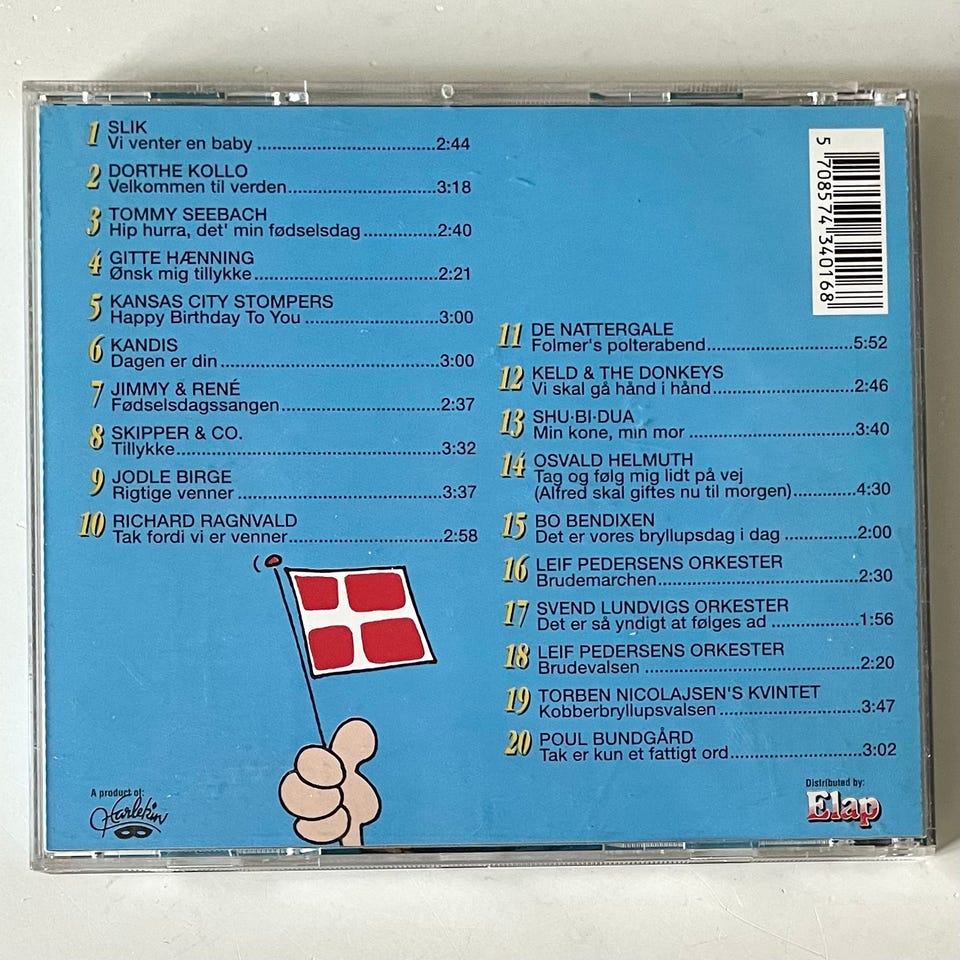 1 SLIK
Vi venter en baby ........................2:44
2 DORTHE KOLLO
Velkommen til verden....................3:18
3 TOMMY SEEBACH
Hip hurra, det' min fødselsdag ..........2:40
4 GITTE HÆNNING
Ønsk mig tillykke.........................2:21
5 KANSAS CITY STOMPERS
Happy Birthday To You ..................3:00
6 KANDIS
Dagen er din..............................3:00
7 JIMMY & RENÉ
Fødselsdagssangen......................2:37
8 SKIPPER & CO.
Tillykke....................................3:32
9 JODLE BIRGE
Rigtige venner ...........................3:37
10 RICHARD RAGNVALD
Tak fordi vi er venner....................2:58
11 DE NATTERGALE
Folmer's polterabend....................5:52
12 KELD & THE DONKEYS
Vi skal gå hånd i hånd...................2:46
13 SHU·BI·DUA
Min kone, min mor .......................3:40
14 OSVALD HELMUTH
Tag og følg mig lidt på vej
(Alfred skal giftes nu til morgen).........4:30
15 BO BENDIXEN
Det er vores bryllupsdag i dag ..........2:00
16 LEIF PEDERSENS ORKESTER
Brudemarchen............................2:30
17 SVEND LUNDVIGS ORKESTER
Det er så yndigt at følges ad ............1:56
18 LEIF PEDERSENS ORKESTER
Brudevalsen ..............................2:20
19 TORBEN NICOLAJSEN'S KVINTET
Kobberbryllupsvalsen ....................3:47
20 POUL BUNDGÅRD
Tak er kun et fattigt ord..................3:02
5 708574 340168
A product of:
Harlekin
Distributed by:
Elap